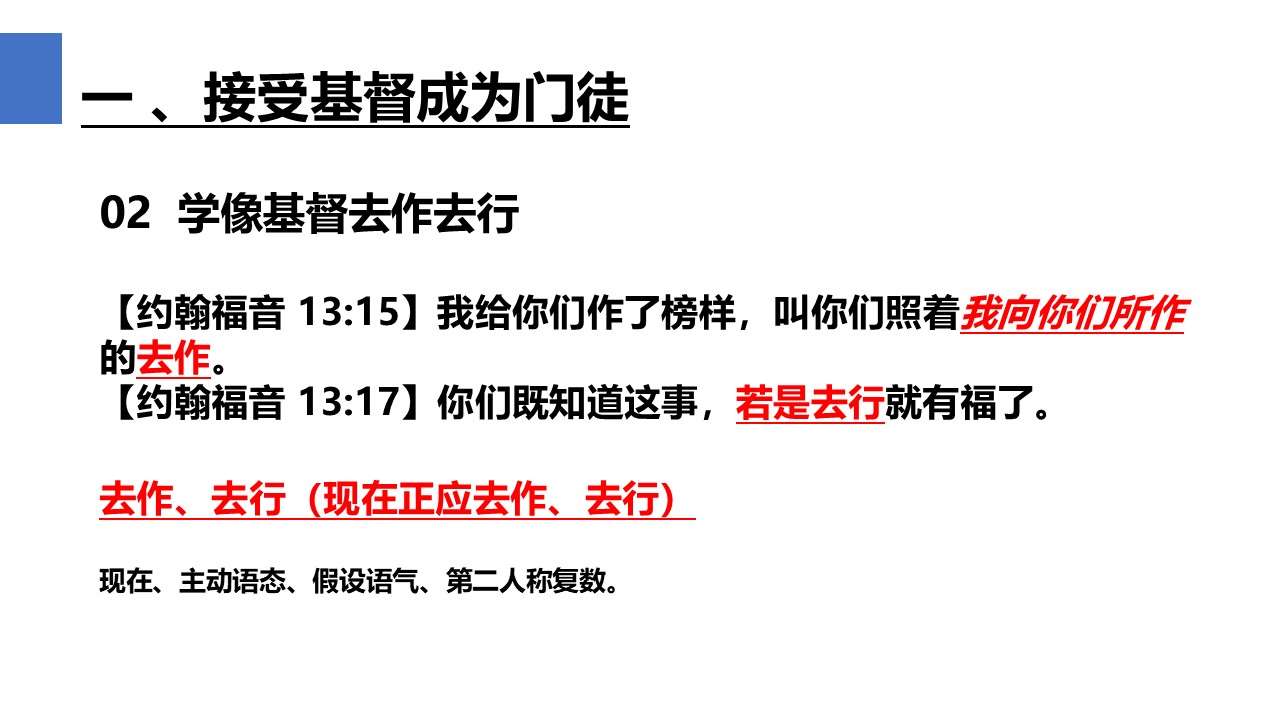 一 、接受基督成为门徒
02 学像基督去作去行
【约翰福音 13:15】我给你们作了榜样，叫你们照着我向你们所作
的去作。
【约翰福音 13:17】你们既知道这事，若是去行就有福了。
去作、去行（现在正应去作、去行）
现在、主动语态、假设语气、第二人称复数。